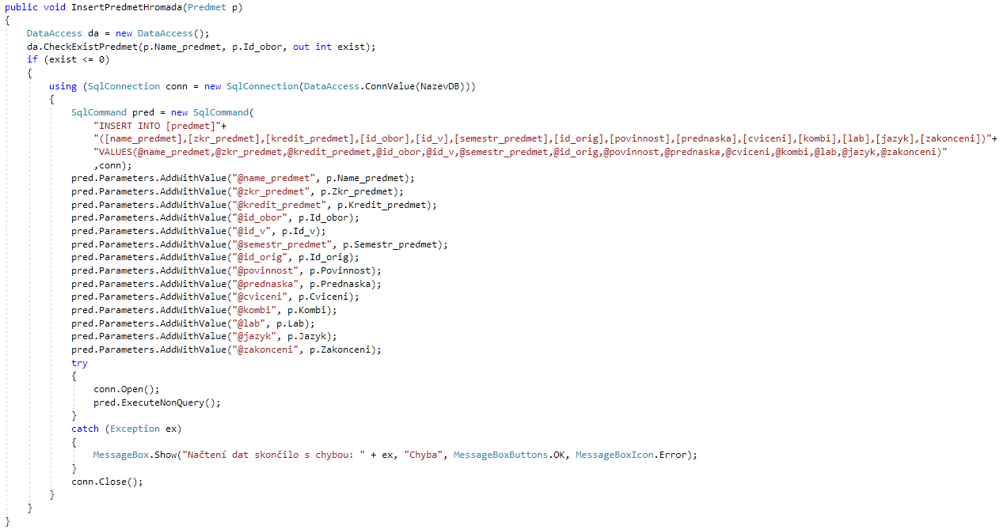 public void InsertPredmetHromada(Predmet p)
{
    DataAccess da = new DataAccess();
    da.CheckExistPredmet(p.Name_predmet, p.Id_obor, out int exist);
    if (exist <= 0)
    {
        using (SqlConnection conn = new SqlConnection(DataAccess.ConnValue(NazevDB)))
        {
            SqlCommand pred = new SqlCommand(
                "INSERT INTO [predmet]"+
                "([name_predmet],[zkr_predmet],[kredit_predmet],[id_obor],[id_v],[semestr_predmet],[id_orig],[povinnost],[prednaska],[cviceni],[kombi],[lab],[jazyk],[zakonceni])"+
                "VALUES(@name_predmet,@zkr_predmet,@kredit_predmet,@id_obor,@id_v,@semestr_predmet,@id_orig,@povinnost,@prednaska,@cviceni,@kombi,@lab,@jazyk,@zakonceni)"
                ,conn);
            pred.Parameters.AddWithValue("@name_predmet", p.Name_predmet);
            pred.Parameters.AddWithValue("@zkr_predmet", p.Zkr_predmet);
            pred.Parameters.AddWithValue("@kredit_predmet", p.Kredit_predmet);
            pred.Parameters.AddWithValue("@id_obor", p.Id_obor);
            pred.Parameters.AddWithValue("@id_v", p.Id_v);
            pred.Parameters.AddWithValue("@semestr_predmet", p.Semestr_predmet);
            pred.Parameters.AddWithValue("@id_orig", p.Id_orig);
            pred.Parameters.AddWithValue("@povinnost", p.Povinnost);
            pred.Parameters.AddWithValue("@prednaska", p.Prednaska);
            pred.Parameters.AddWithValue("@cviceni", p.Cviceni);
            pred.Parameters.AddWithValue("@kombi", p.Kombi);
            pred.Parameters.AddWithValue("@lab", p.Lab);
            pred.Parameters.AddWithValue("@jazyk", p.Jazyk);
            pred.Parameters.AddWithValue("@zakonceni", p.Zakonceni);
            try
            {
                conn.Open();
                pred.ExecuteNonQuery();
            }
            catch (Exception ex)
            {
                MessageBox.Show("Načtení dat skončilo s chybou: " + ex, "Chyba", MessageBoxButtons.OK, MessageBoxIcon.Error);
            }
            conn.Close();
        }
    }
}